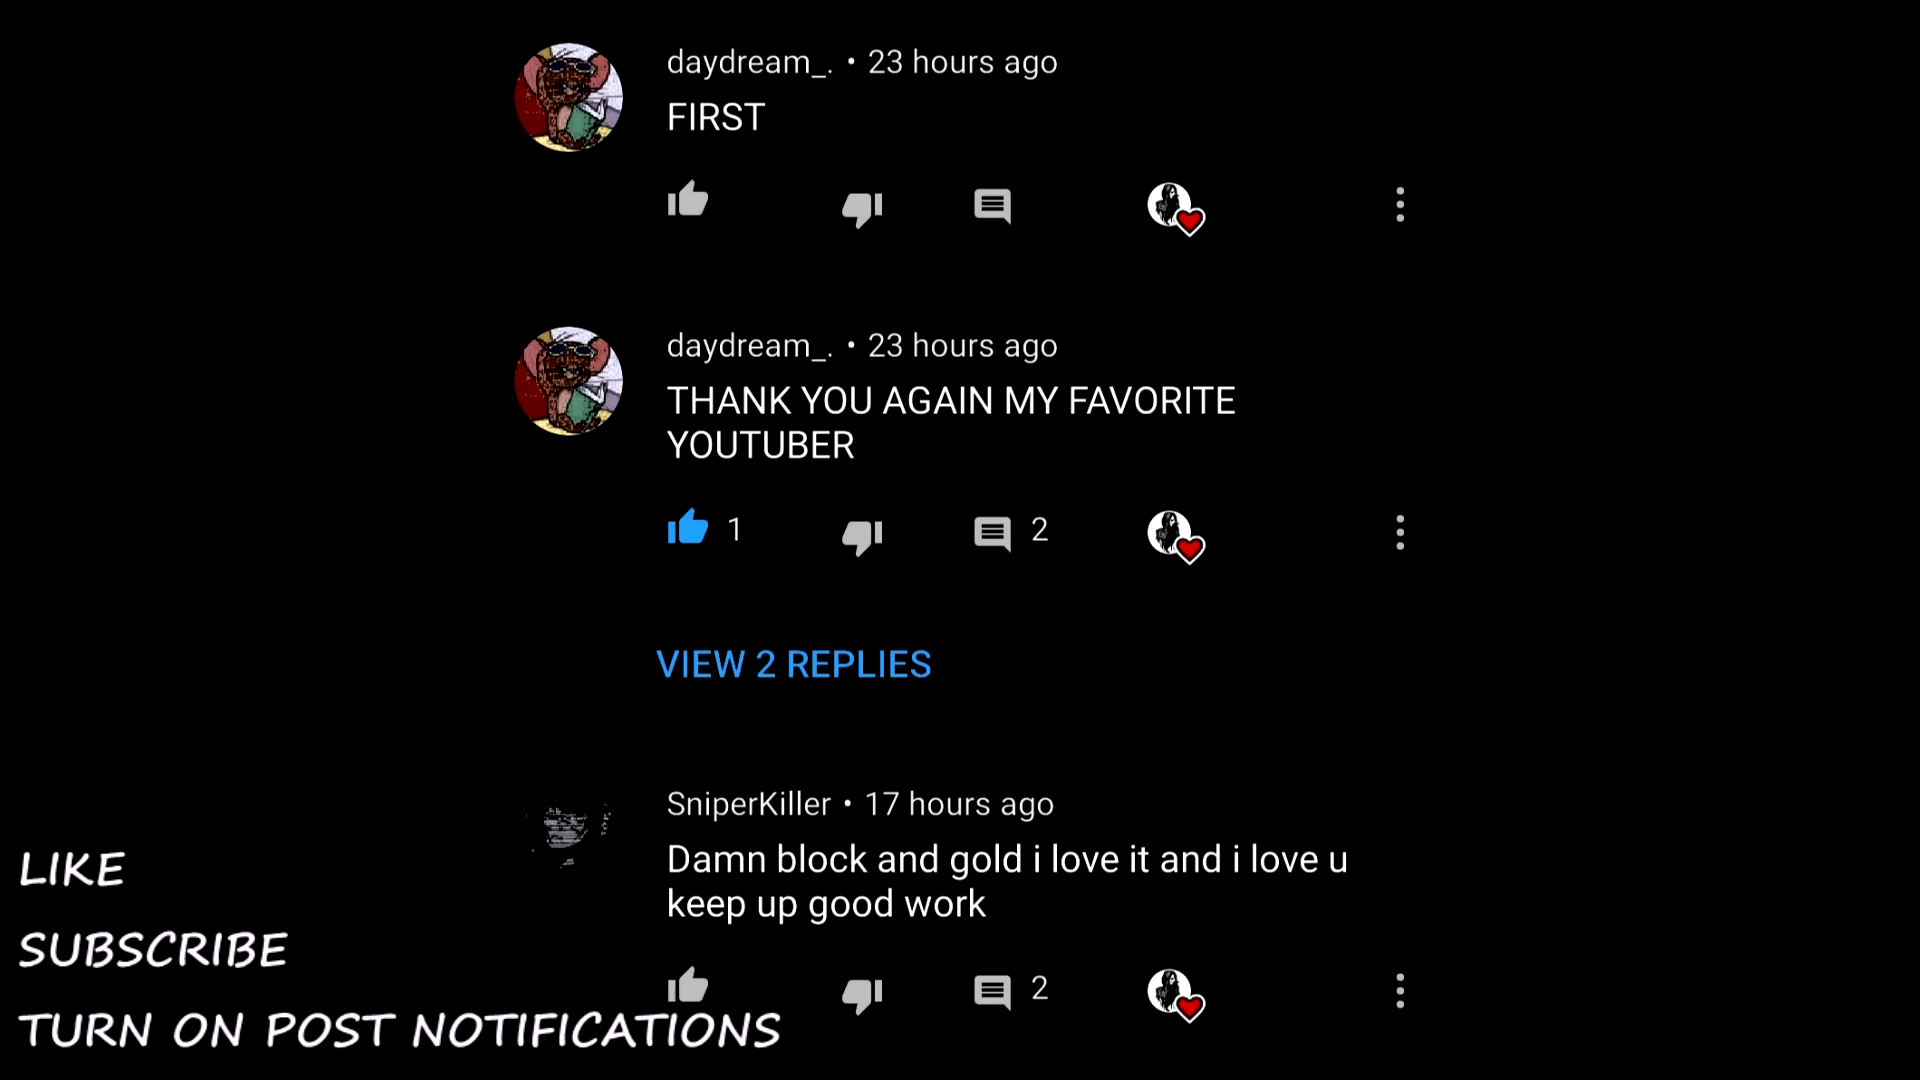 daydream_. • 23 hours ago
FIRST
daydream_. • 23 hours ago
THANK YOU AGAIN MY FAVORITE
YOUTUBER
1
2
VIEW 2 REPLIES
SniperKiller • 17 hours ago
Damn block and gold i love it and i love u
keep up good work
2
LIKE
SUBSCRIBE
TURN ON POST NOTIFICATIONS